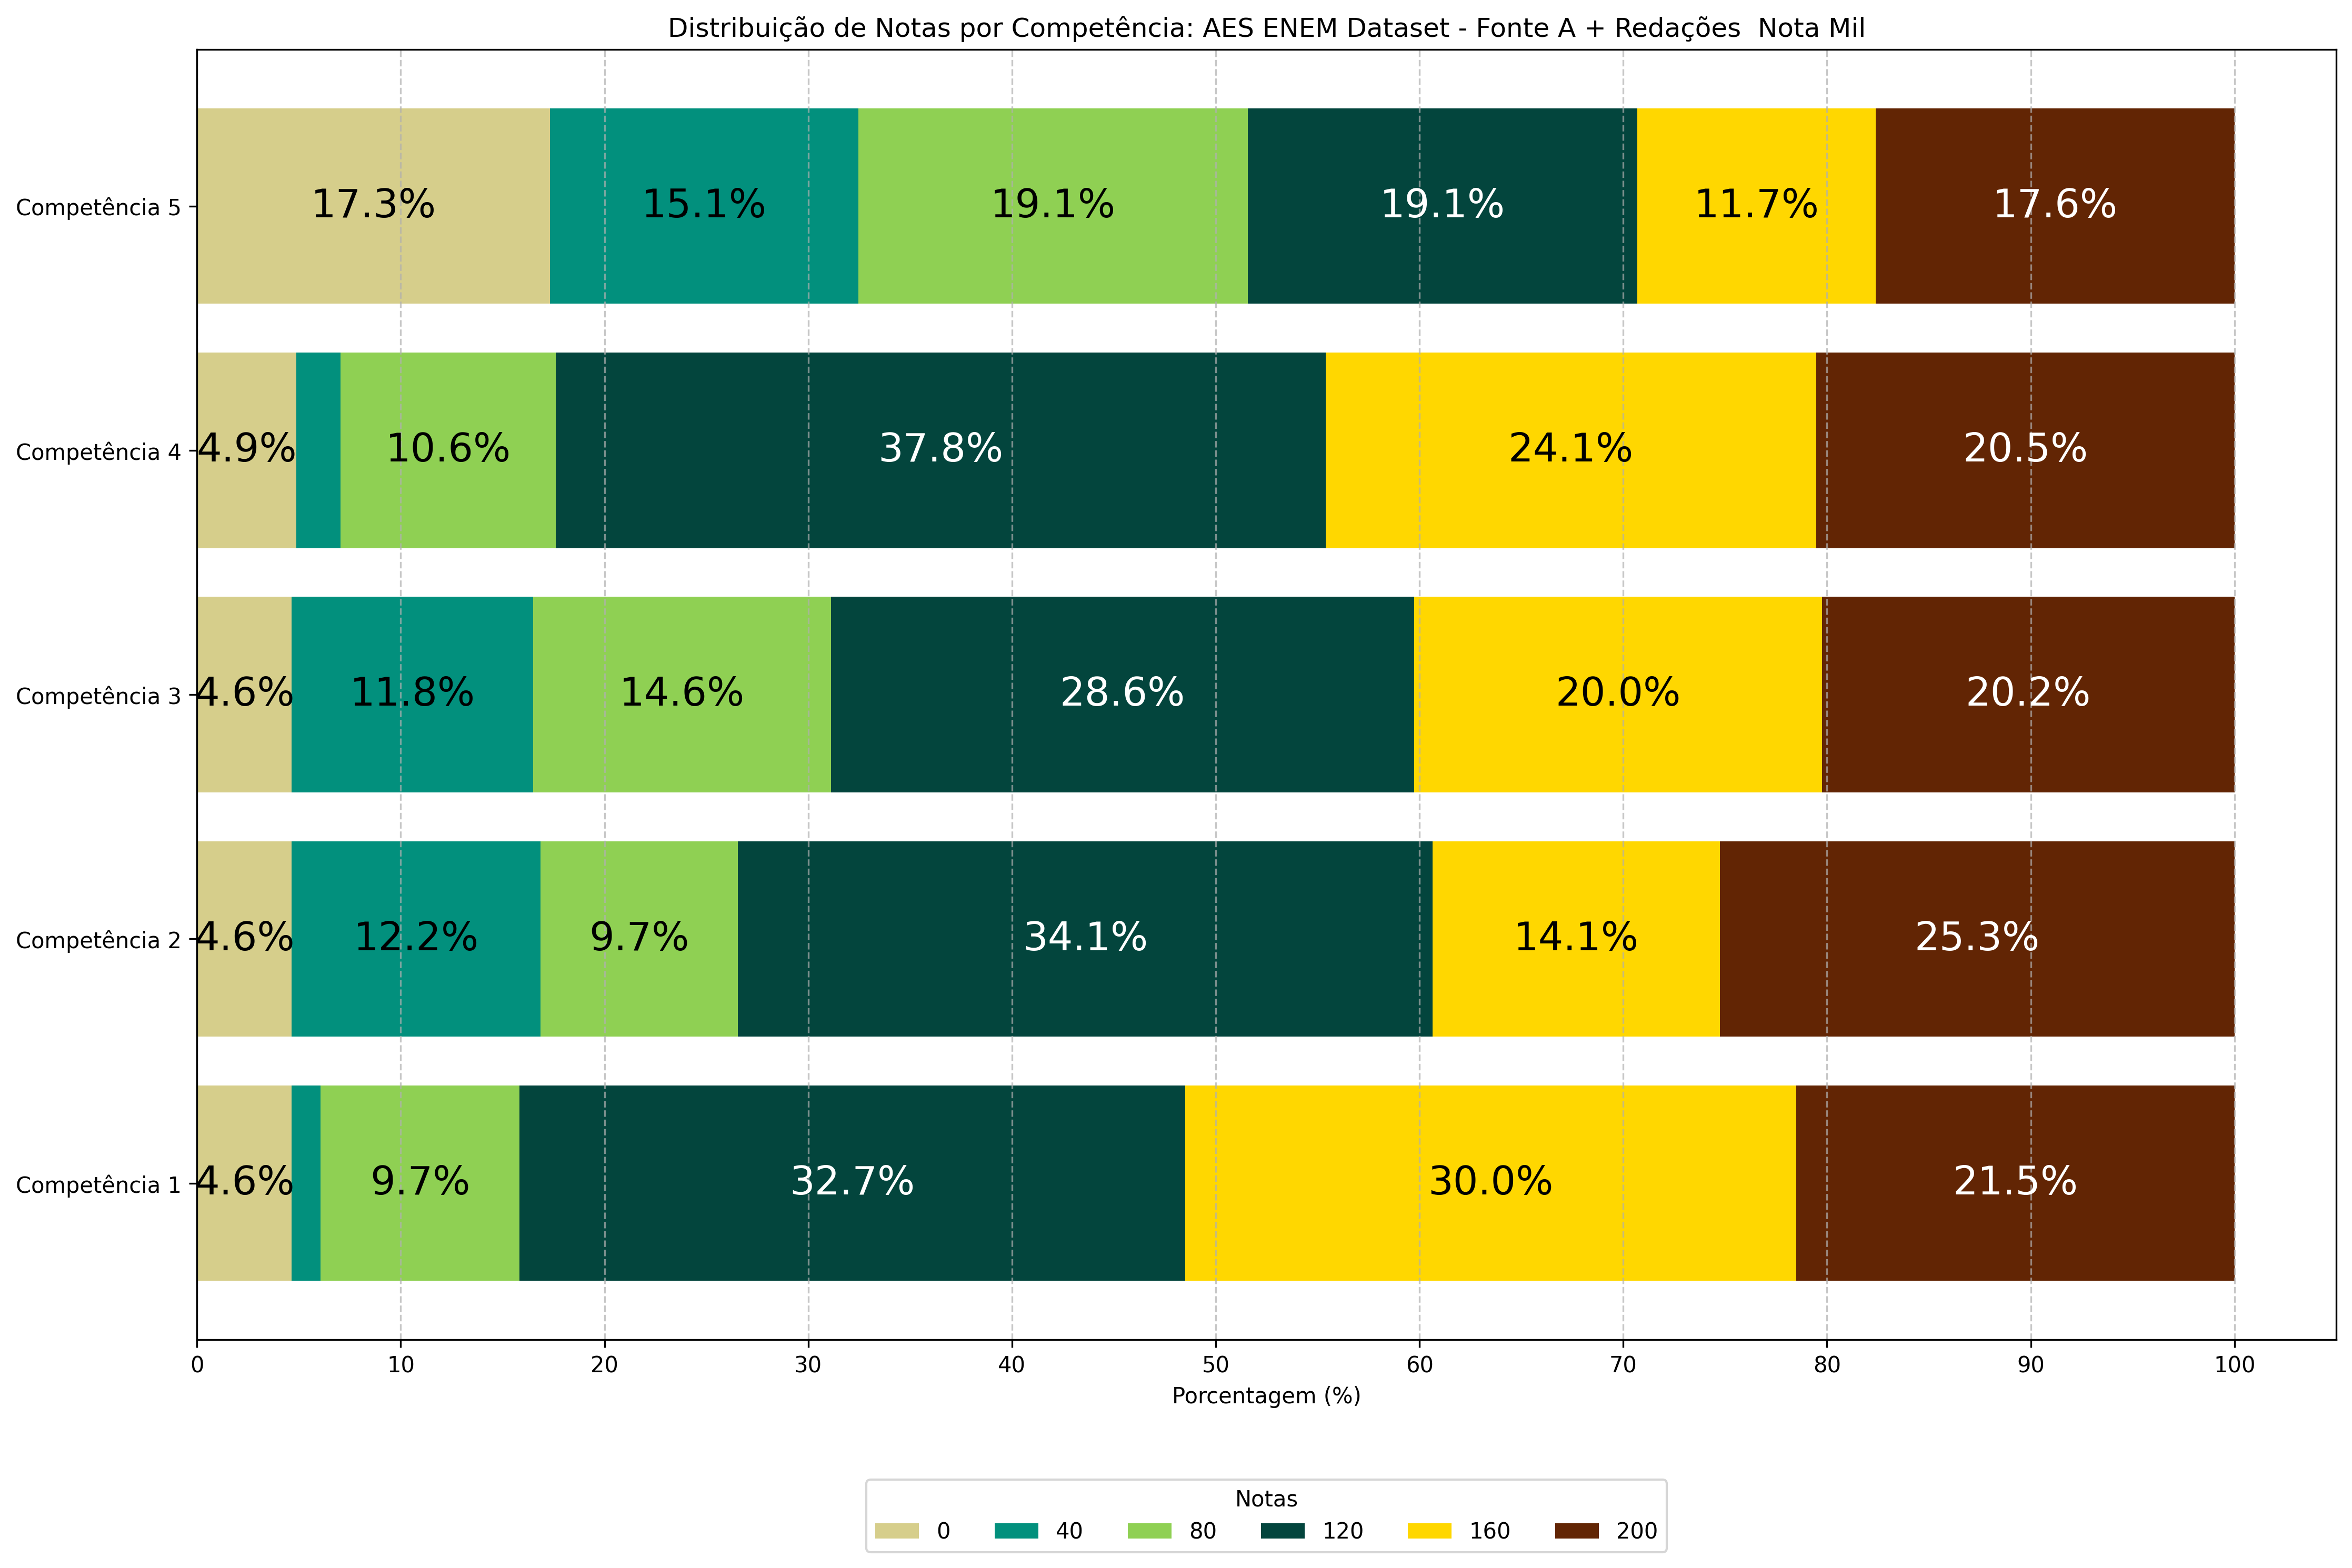 Distribuição de Notas por Competência: AES ENEM Dataset - Fonte A + Redações  Nota Mil
Competência 5
17.3% 15.1% 19.1% 19.1% 11.7% 17.6%
Competência 4
4.9% 10.6% 37.8% 24.1% 20.5%
Competência 3
4.6% 11.8% 14.6% 28.6% 20.0% 20.2%
Competência 2
4.6% 12.2% 9.7% 34.1% 14.1% 25.3%
Competência 1
4.6% 9.7% 32.7% 30.0% 21.5%
0 10 20 30 40 50 60 70 80 90 100
Porcentagem (%)
Notas
0 40 80 120 160 200